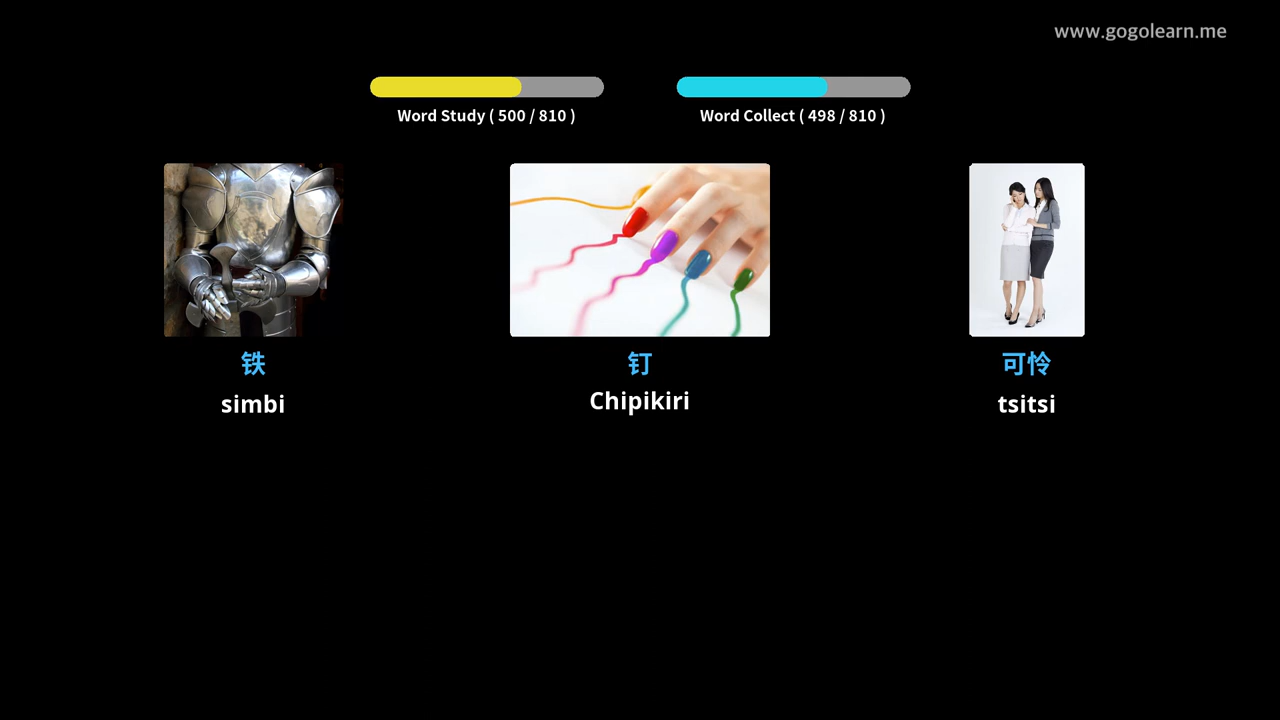 www.gogolearn.me
Word Study ( 500 / 810 )
Word Collect ( 498 / 810 )
铁
simbi
钉
Chipikiri
可怜
tsitsi